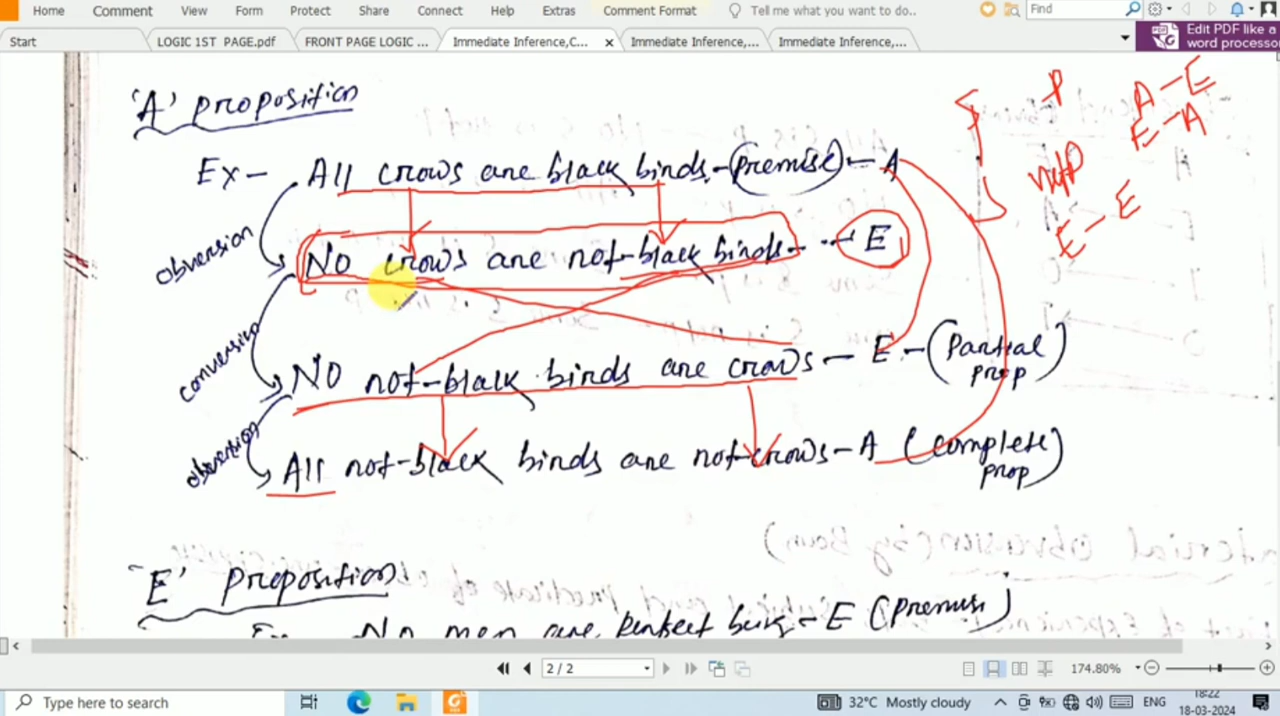 Home Comment View Form Protect Share Connect Help Extras Comment Format Tell me what you want to do.. Find
Start LOGIC 1ST PAGE.pdf FRONT PAGE LOGIC ... Immediate Inference,C... × Immediate Inference,... Immediate Inference,...
Edit PDF like a
word processor
'A' proposition
P
A - E
E - A
Ex - All crows are black binds - (Premise) - A
E - E
obversion
No crows are not-black binds - E
conversion
NO not-black binds are crows - E - (Partial
prop)
obversion
All not-black binds are not-crows - A (complete
prop)
'E' Proposition
Ex - No men are perfect being - E (Premise)
2 / 2
174.80%
Type here to search
32°C Mostly cloudy
ENG
18:22
18-03-2024